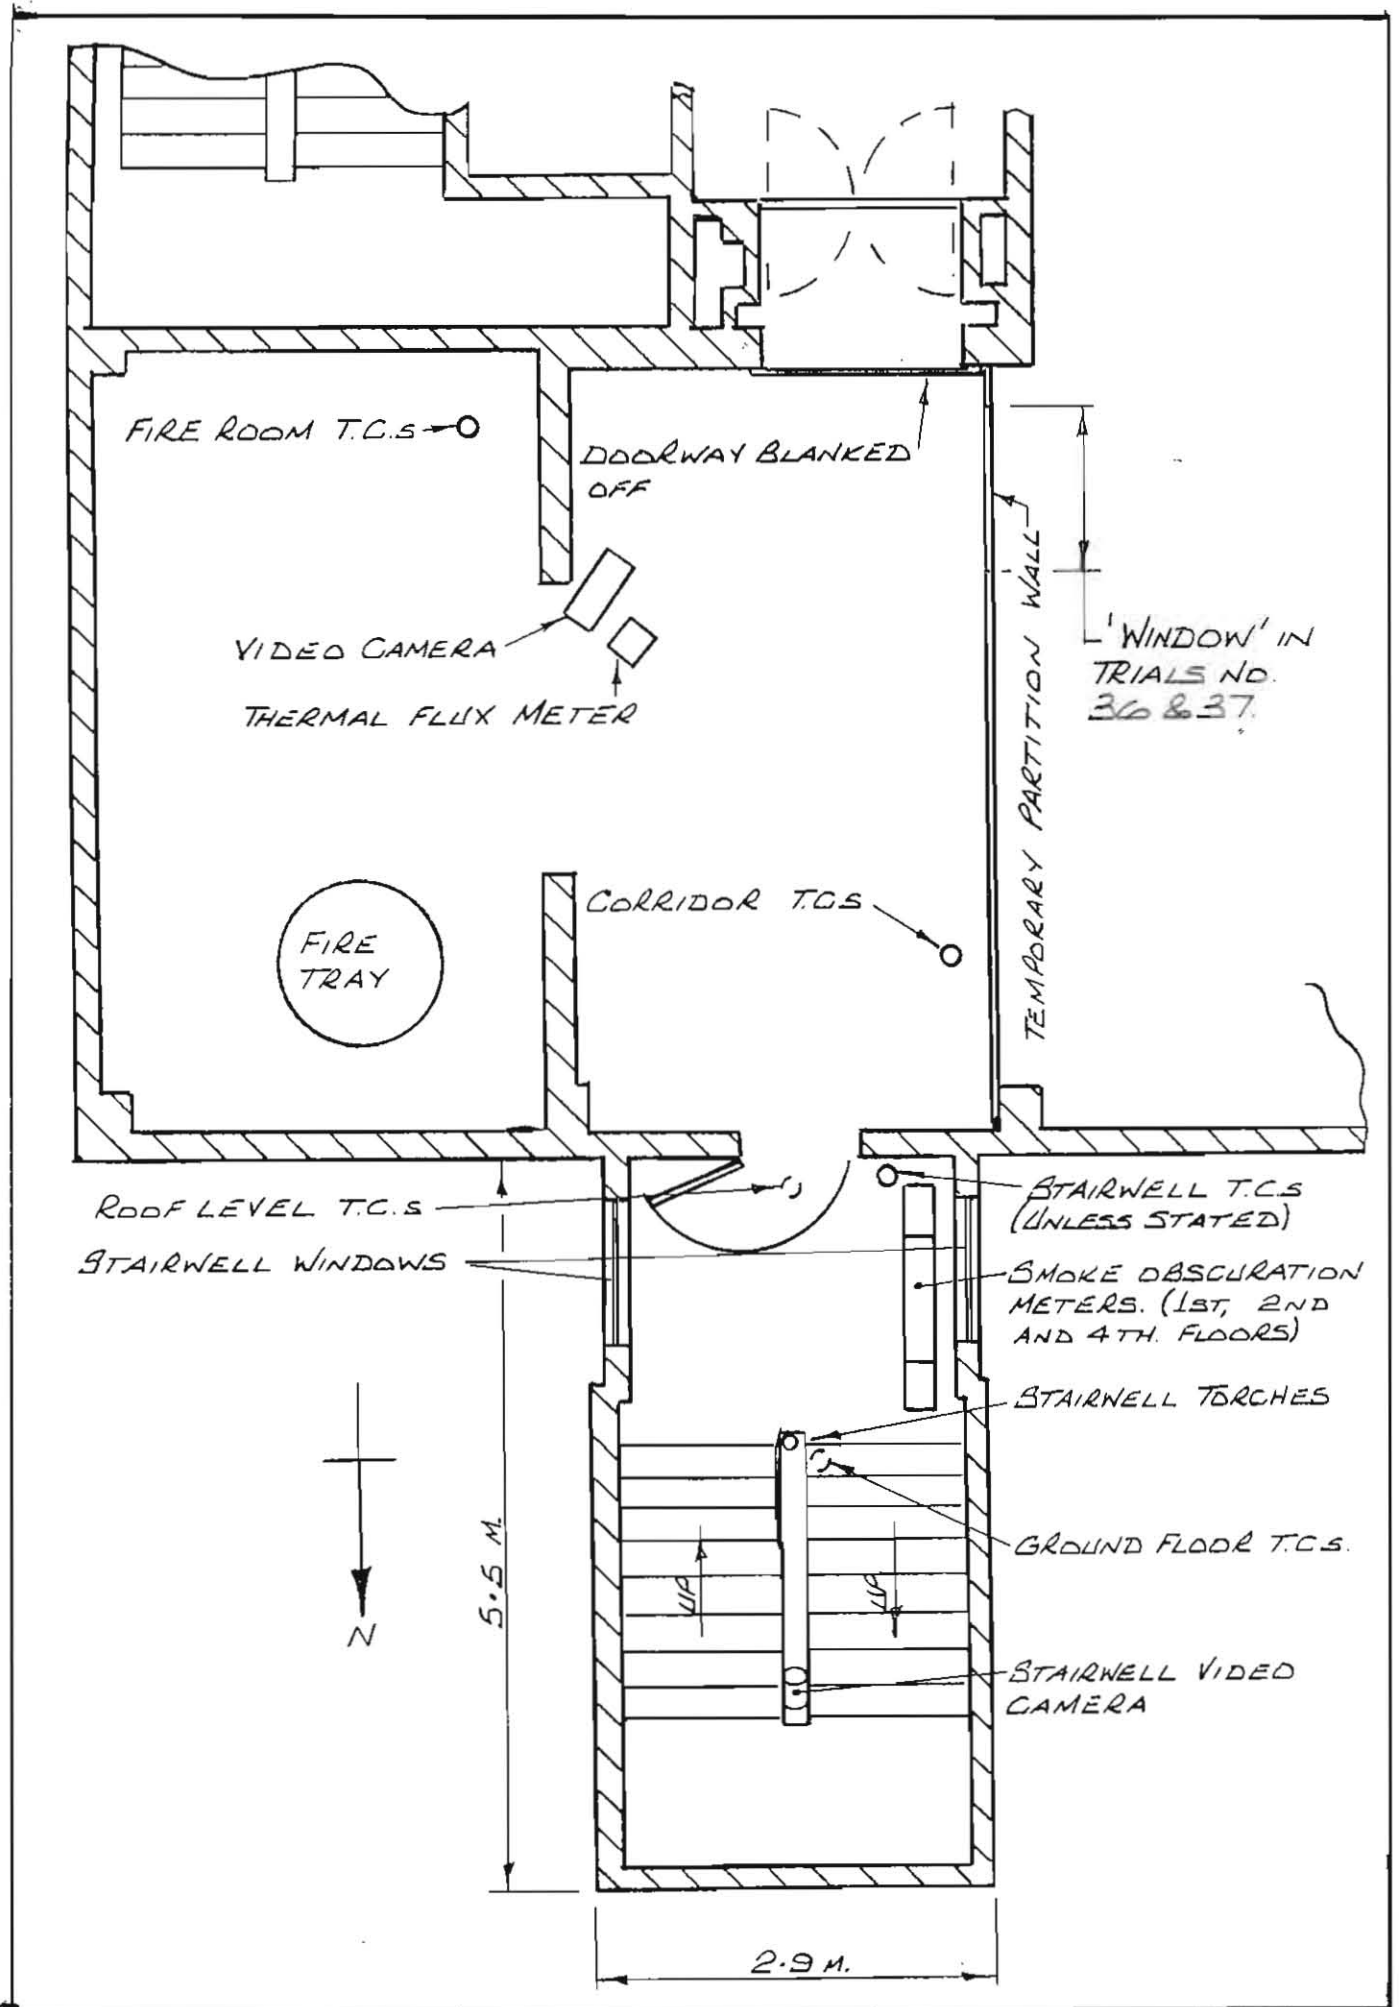 FIRE ROOM T.C.s
DOORWAY BLANKED
OFF
TEMPORARY PARTITION WALL
'WINDOW' IN
TRIALS NO.
36 & 37.
VIDEO CAMERA
THERMAL FLUX METER
CORRIDOR T.C.S
FIRE
TRAY
ROOF LEVEL T.C.s
STAIRWELL WINDOWS
STAIRWELL T.C.s
(UNLESS STATED)
SMOKE OBSCURATION
METERS. (1ST, 2ND
AND 4TH. FLOORS)
STAIRWELL TORCHES
GROUND FLOOR T.C.s.
UP
UP
STAIRWELL VIDEO
CAMERA
N
5.5 M.
2.9 M.